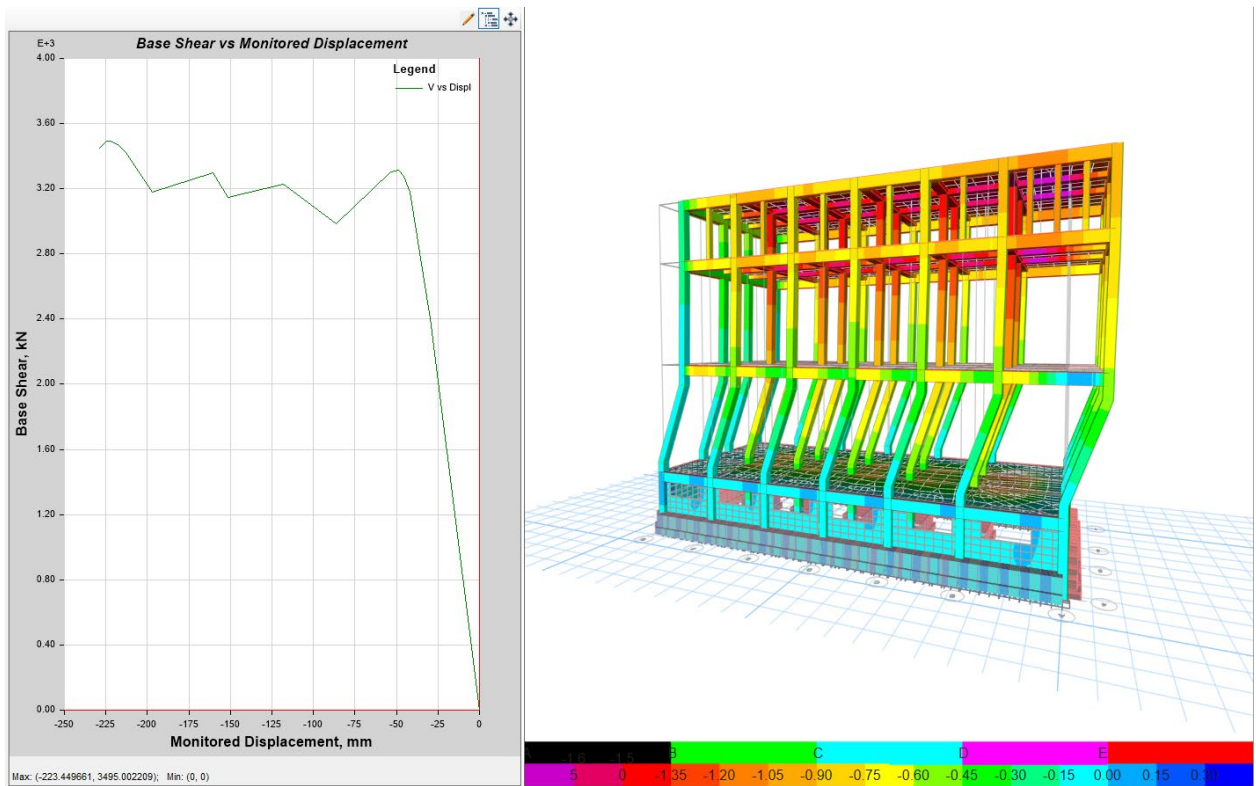 Base Shear vs Monitored Displacement
E+3
Legend
V vs Displ
4.00
3.60
3.20
2.80
2.40
2.00
1.60
1.20
0.80
0.40
0.00
Base Shear, kN
-250 -225 -200 -175 -150 -125 -100 -75 -50 -25 0
Monitored Displacement, mm
Max: (-223.449661, 3495.002209); Min: (0, 0)
A B C D E
-1.35 -1.20 -1.05 -0.90 -0.75 -0.60 -0.45 -0.30 -0.15 0.00 0.15